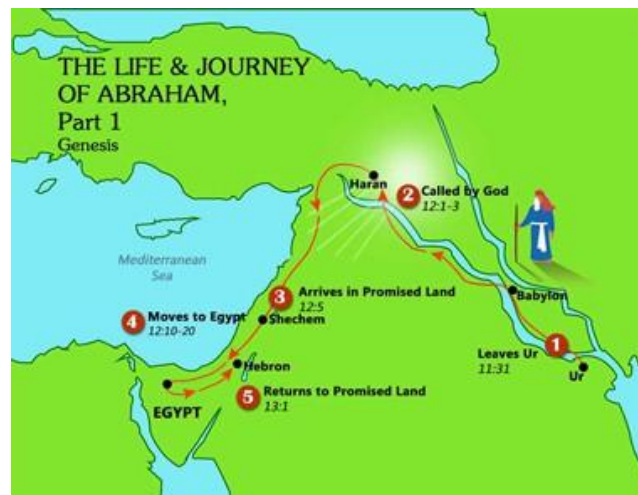 THE LIFE & JOURNEY
OF ABRAHAM,
Part 1
Genesis
Haran
2
Called by God
12:1-3
Mediterranean
Sea
3
Arrives in Promised Land
12:5
Babylon
4
Moves to Egypt
12:10-20
Shechem
1
Leaves Ur
11:31
Ur
Hebron
EGYPT
5
Returns to Promised Land
13:1